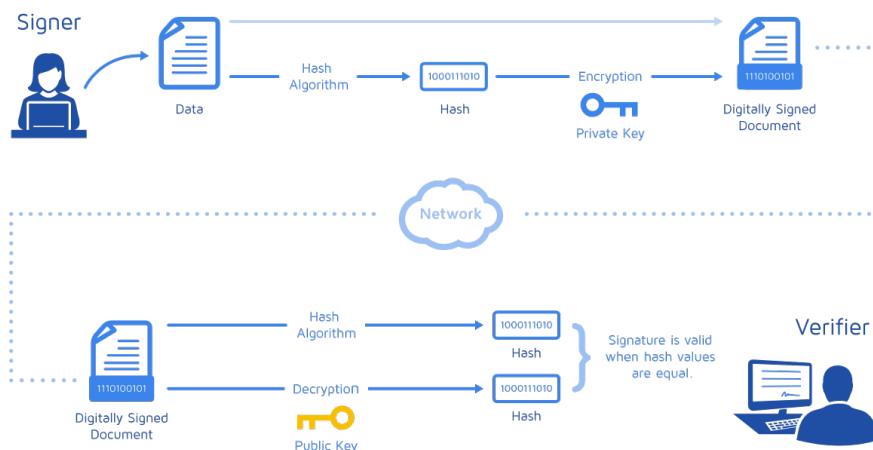 Signer
1110100101
1000111010
Hash
Algorithm
Encryption
Data
Hash
Private Key
Digitally Signed
Document
Network
Hash
Algorithm
1000111010
Hash
Signature is valid
when hash values
are equal.
Verifier
1110100101
Decryption
1000111010
Hash
Digitally Signed
Document
Public Key